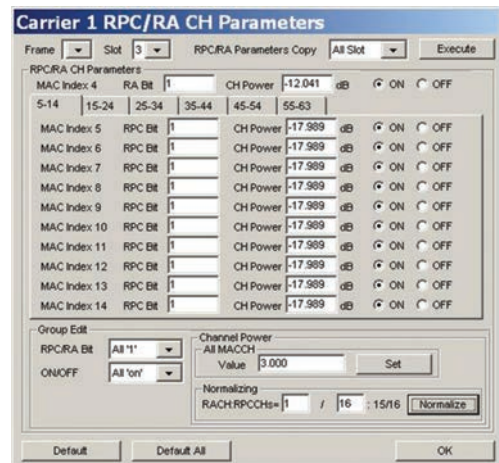 Carrier 1 RPC/RA CH Parameters
Frame Slot 3 RPC/RA Parameters Copy All Slot Execute
RPC/RA CH Parameters
MAC Index 4 RA Bit 1 CH Power -12.041 dB ON OFF
5-14 15-24 25-34 35-44 45-54 55-63
MAC Index 5 RPC Bit 1 CH Power -17.989 dB ON OFF
MAC Index 6 RPC Bit 1 CH Power -17.989 dB ON OFF
MAC Index 7 RPC Bit 1 CH Power -17.989 dB ON OFF
MAC Index 8 RPC Bit 1 CH Power -17.989 dB ON OFF
MAC Index 9 RPC Bit 1 CH Power -17.989 dB ON OFF
MAC Index 10 RPC Bit 1 CH Power -17.989 dB ON OFF
MAC Index 11 RPC Bit 1 CH Power -17.989 dB ON OFF
MAC Index 12 RPC Bit 1 CH Power -17.989 dB ON OFF
MAC Index 13 RPC Bit 1 CH Power -17.989 dB ON OFF
MAC Index 14 RPC Bit 1 CH Power -17.989 dB ON OFF
Group Edit
RPC/RA Bit All '1'
ON/OFF All 'on'
Channel Power
All MACCH
Value 3.000 Set
Normalizing
RACH:RPCCHs= 1 / 16 : 15/16 Normalize
Default Default All OK